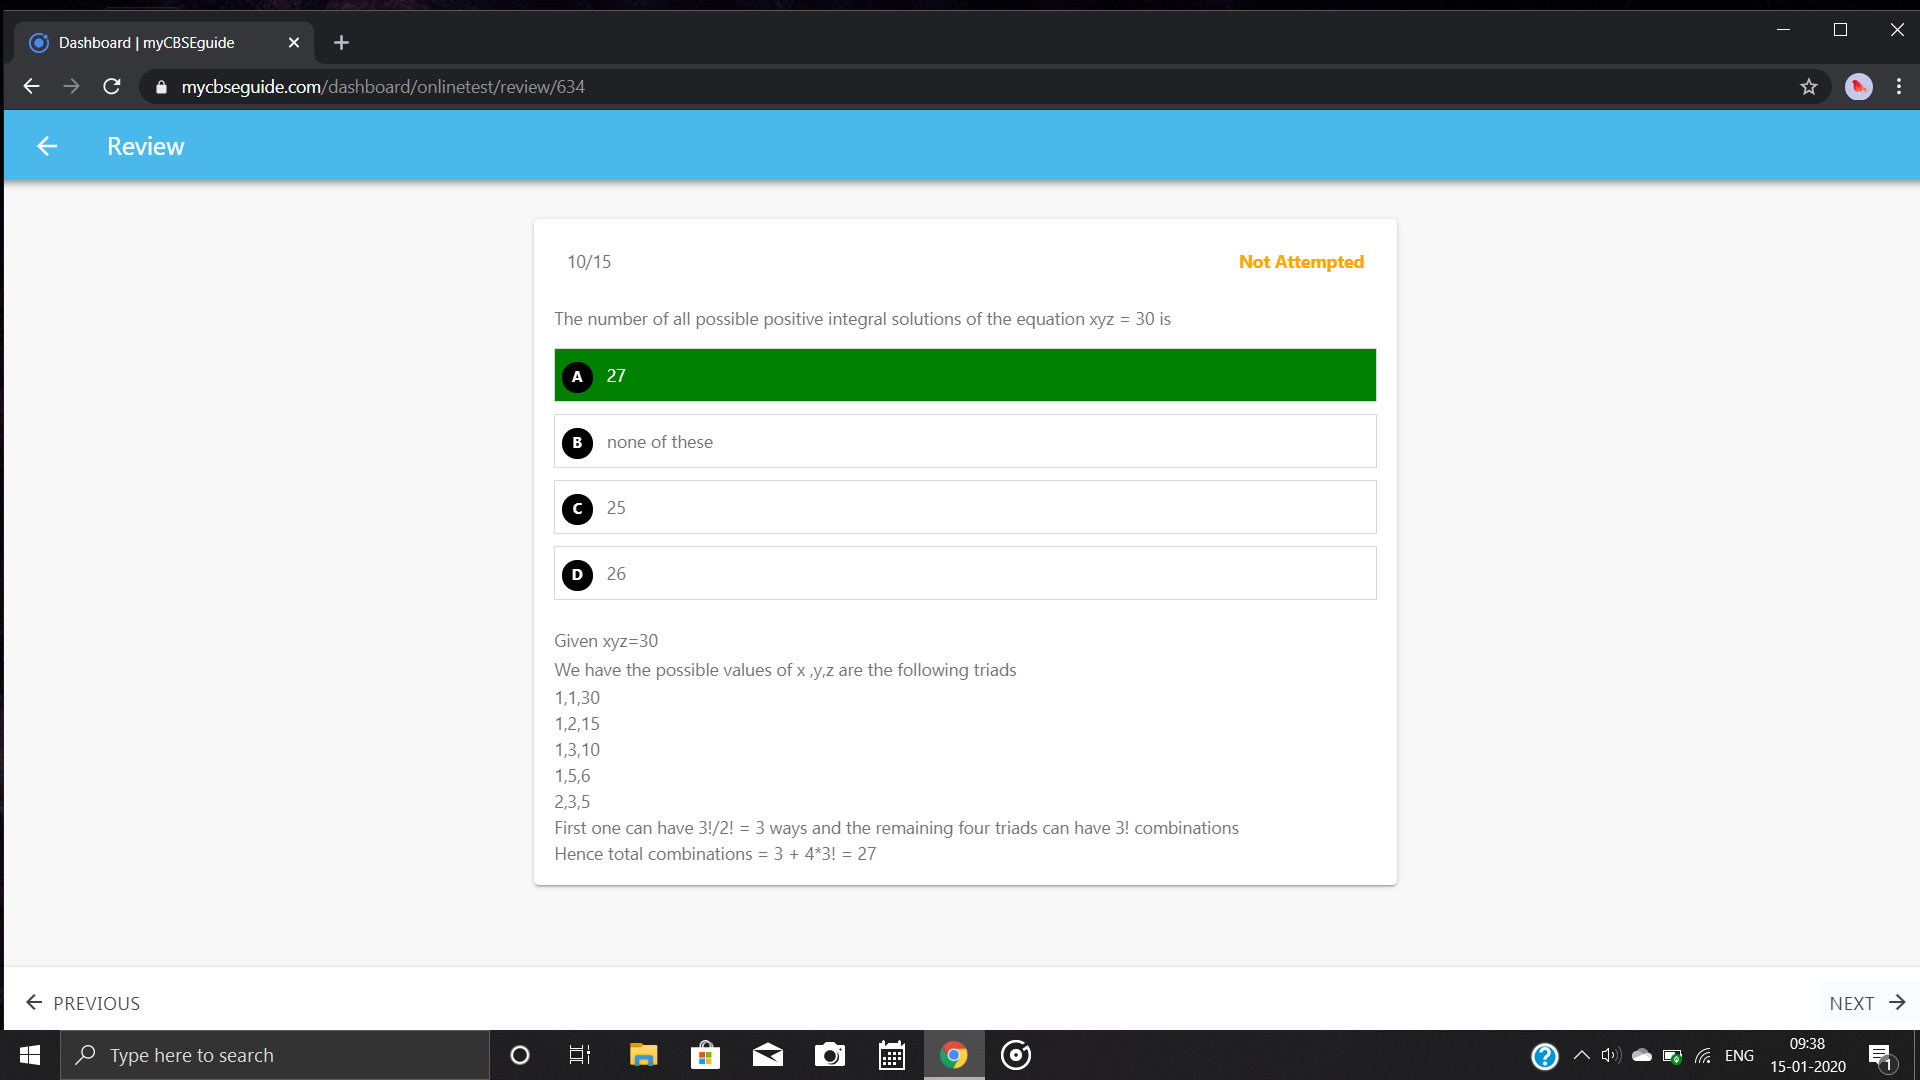 Dashboard | myCBSEguide
mycbseguide.com/dashboard/onlinetest/review/634
Review
10/15
Not Attempted
The number of all possible positive integral solutions of the equation xyz = 30 is
A 27
B none of these
C 25
D 26
Given xyz=30
We have the possible values of x ,y,z are the following triads
1,1,30
1,2,15
1,3,10
1,5,6
2,3,5
First one can have 3!/2! = 3 ways and the remaining four triads can have 3! combinations
Hence total combinations = 3 + 4*3! = 27
PREVIOUS
NEXT
Type here to search
ENG
09:38
15-01-2020
1